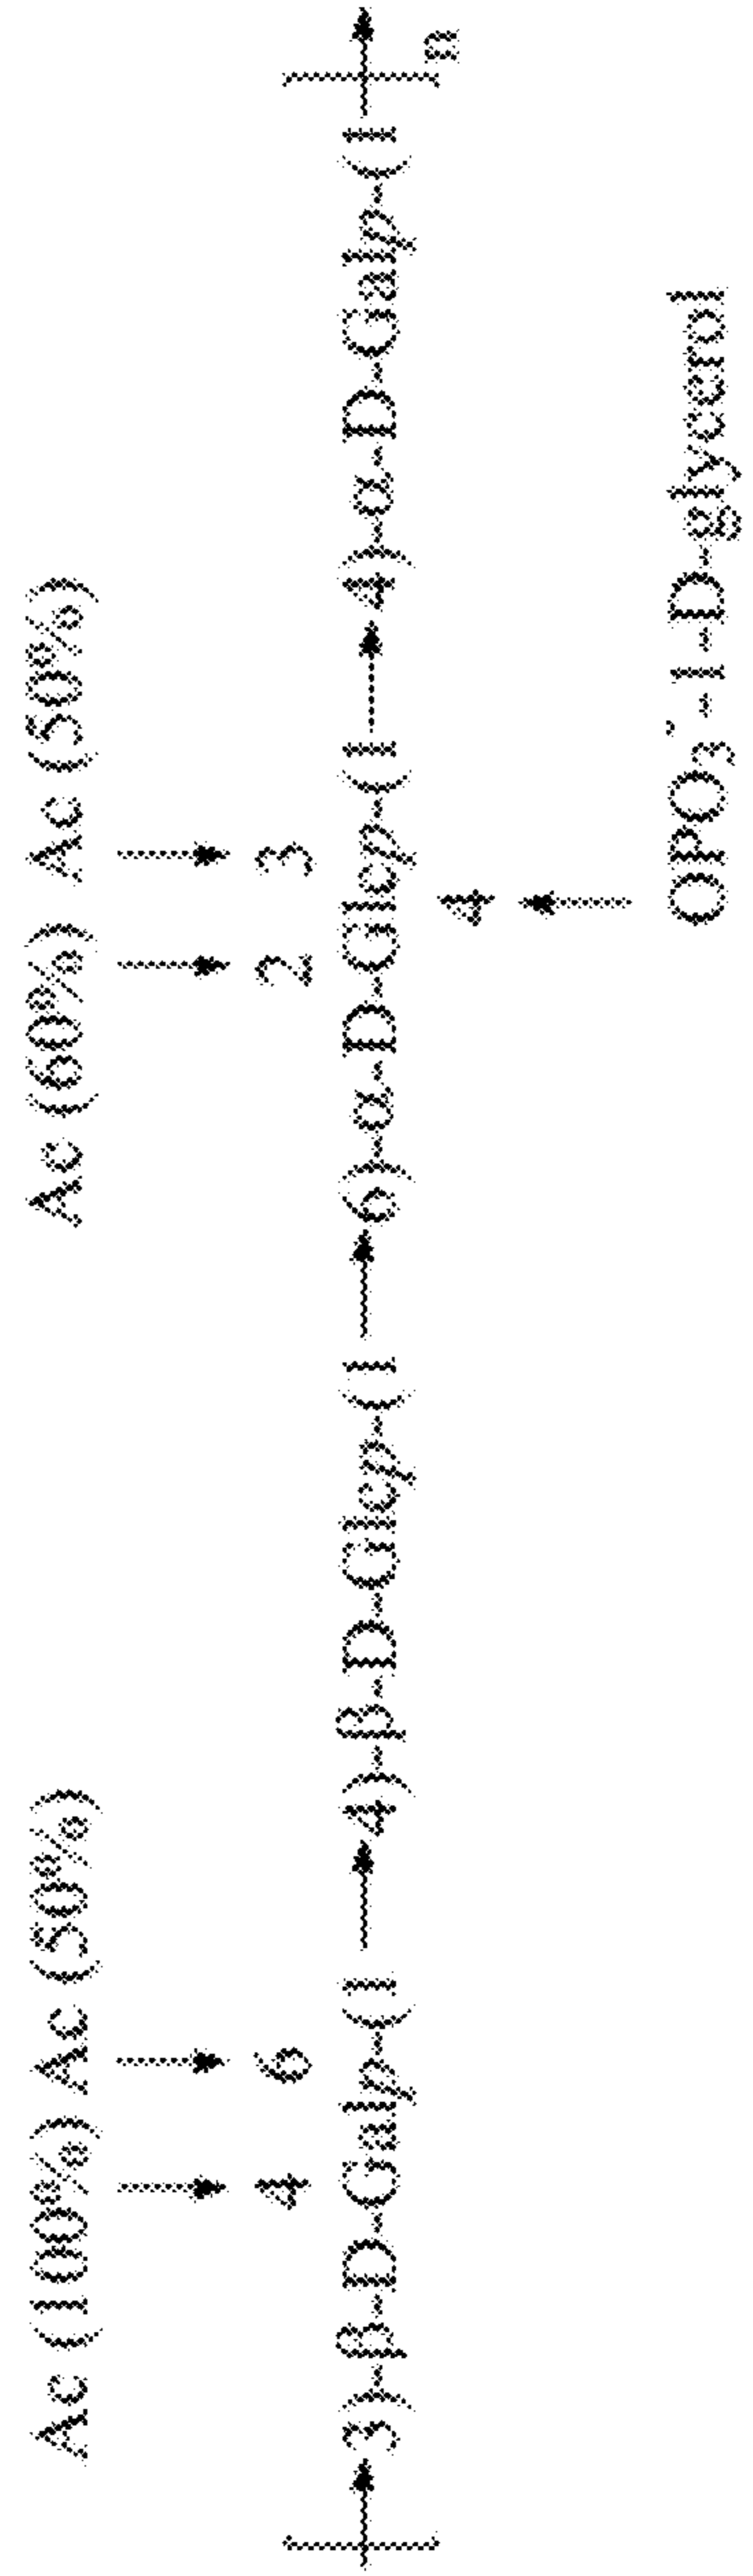 Ac (100%) Ac (50%) Ac (60%) Ac (50%)
4 6 2 3
3)-β-D-Galp-(1 4)-β-D-Glcp-(1 6)-α-D-Glcp-(1 4)-α-D-Galp-(1
n
4
OPO₃⁻-1-D-glycerol